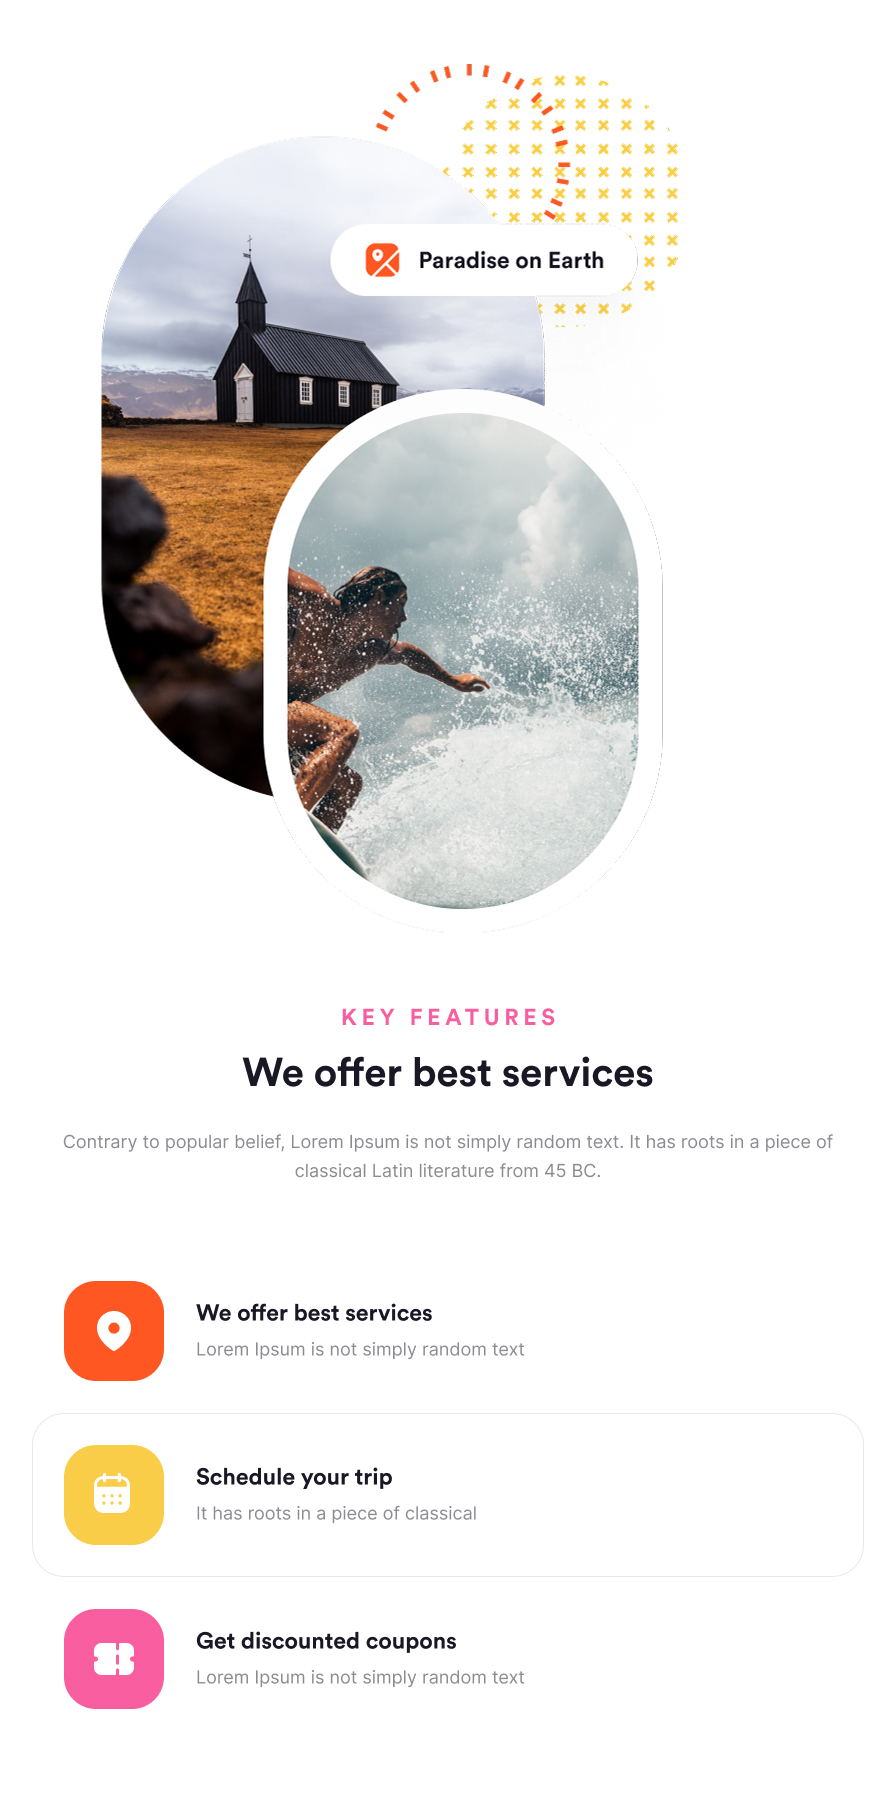 Paradise on Earth
KEY FEATURES
We offer best services
Contrary to popular belief, Lorem Ipsum is not simply random text. It has roots in a piece of
classical Latin literature from 45 BC.
We offer best services
Lorem Ipsum is not simply random text
Schedule your trip
It has roots in a piece of classical
Get discounted coupons
Lorem Ipsum is not simply random text